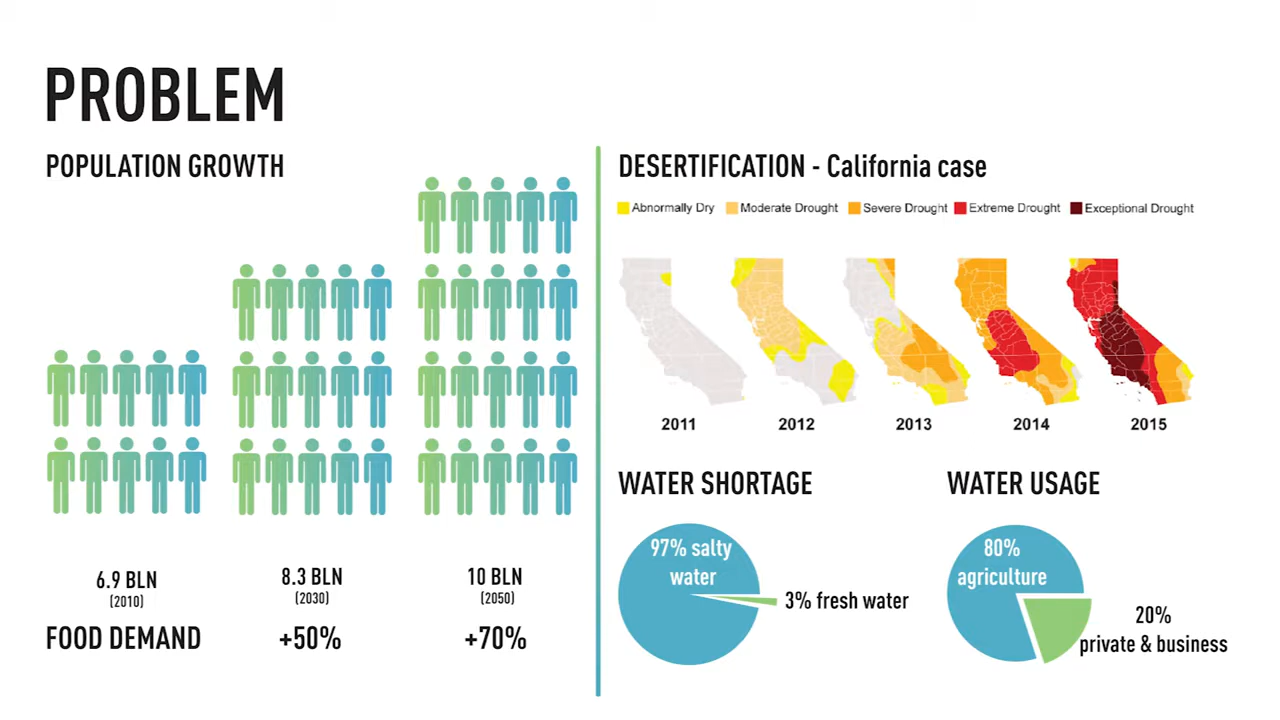 PROBLEM
POPULATION GROWTH
6.9 BLN
(2010)
8.3 BLN
(2030)
10 BLN
(2050)
FOOD DEMAND
+50%
+70%
DESERTIFICATION - California case
Abnormally Dry
Moderate Drought
Severe Drought
Extreme Drought
Exceptional Drought
2011
2012
2013
2014
2015
WATER SHORTAGE
97% salty
water
3% fresh water
WATER USAGE
80%
agriculture
20%
private & business